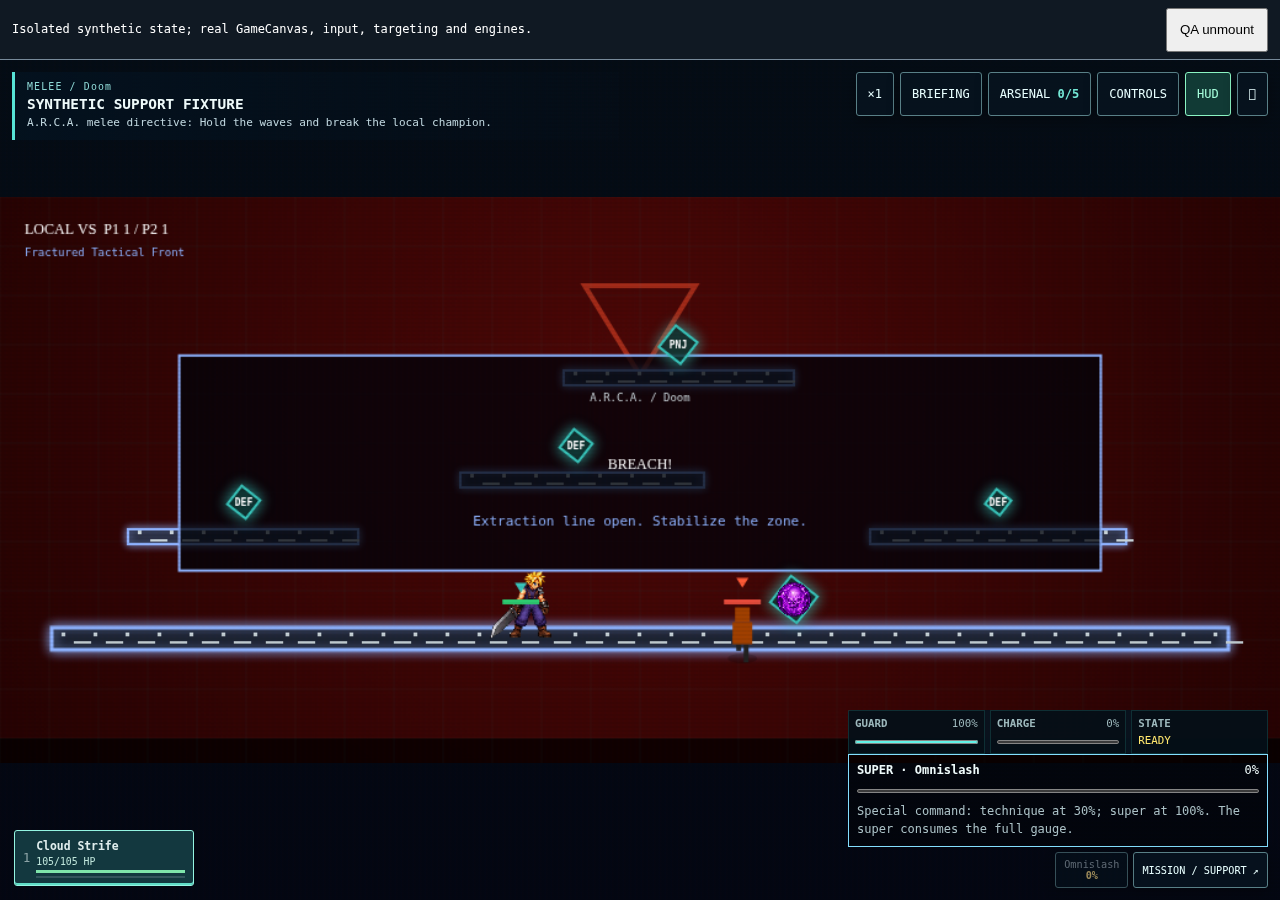 Isolated synthetic state; real GameCanvas, input, targeting and engines.
QA unmount
MELEE / Doom
SYNTHETIC SUPPORT FIXTURE
A.R.C.A. melee directive: Hold the waves and break the local champion.
×1
BRIEFING
ARSENAL 0/5
CONTROLS
HUD
LOCAL VS P1 1 / P2 1
Fractured Tactical Front
PNJ
A.R.C.A. / Doom
DEF
BREACH!
DEF
DEF
Extraction line open. Stabilize the zone.
GUARD 100%
CHARGE 0%
STATE
READY
SUPER · Omnislash 0%
Special command: technique at 30%; super at 100%. The
super consumes the full gauge.
1
Cloud Strife
105/105 HP
Omnislash
0%
MISSION / SUPPORT ↗